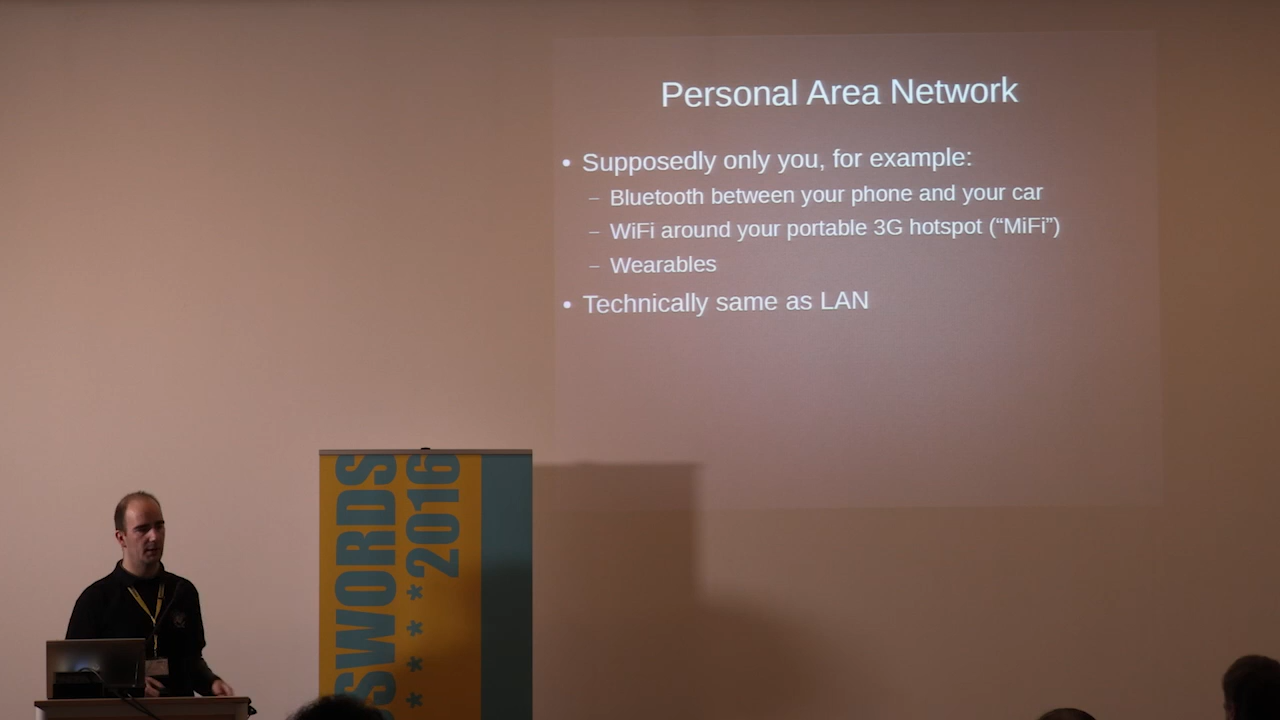 Personal Area Network
• Supposedly only you, for example:
– Bluetooth between your phone and your car
– WiFi around your portable 3G hotspot (“MiFi”)
– Wearables
• Technically same as LAN
SWORDS
* * * * 2016